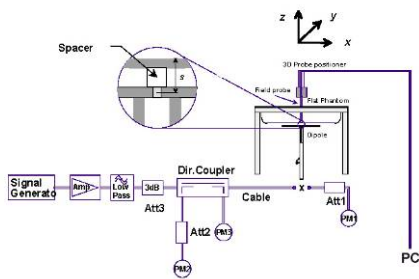 z
y
x
Spacer
s
3D Probe positioner
Field probe
Flat Phantom
Dipole
Signal
Generato
Amp
Low
Pass
3dB
Att3
Dir.Coupler
Cable
x
Att1
PM1
Att2
PM3
PM2
PC